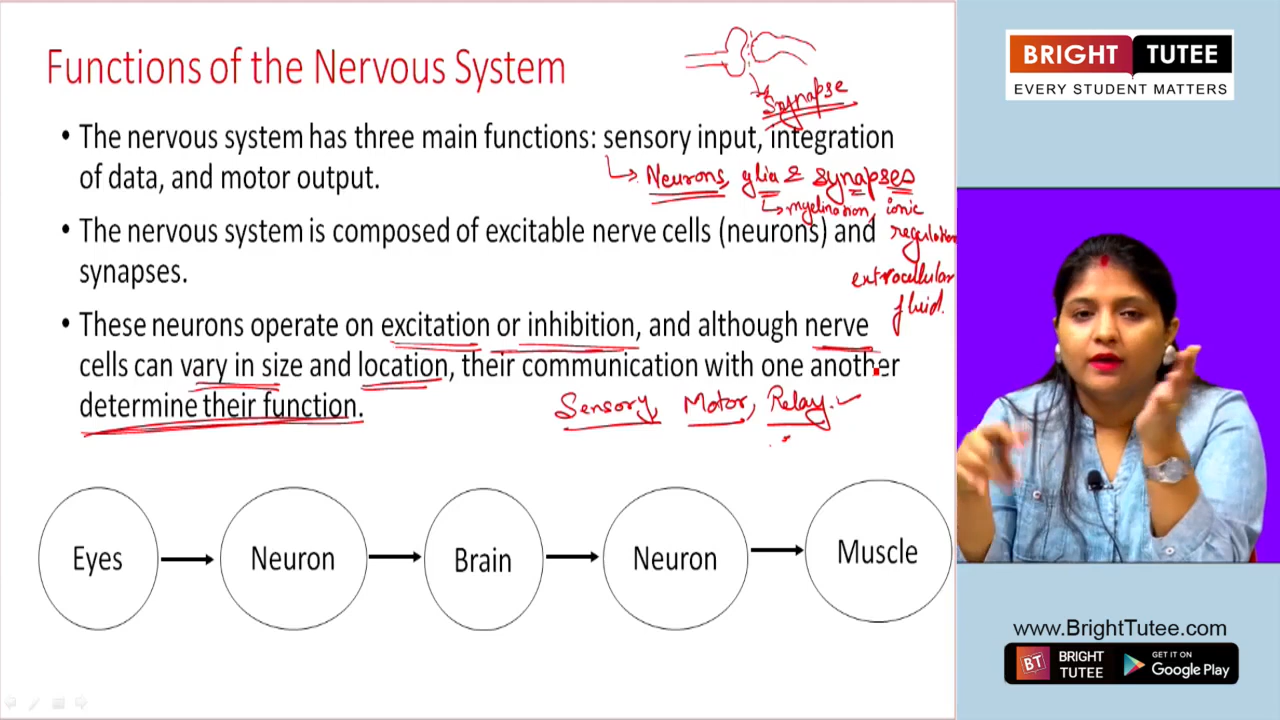 Functions of the Nervous System
Synapse
• The nervous system has three main functions: sensory input, integration
of data, and motor output.
Neurons, glia & synapses
myelination, ionic
regulation
extracellular
fluid.
• The nervous system is composed of excitable nerve cells (neurons) and
synapses.
• These neurons operate on excitation or inhibition, and although nerve
cells can vary in size and location, their communication with one another
determine their function.
Sensory, Motor, Relay.
Eyes
Neuron
Brain
Neuron
Muscle
BRIGHT TUTEE
EVERY STUDENT MATTERS
www.BrightTutee.com
BT
BRIGHT
TUTEE
GET IT ON
Google Play